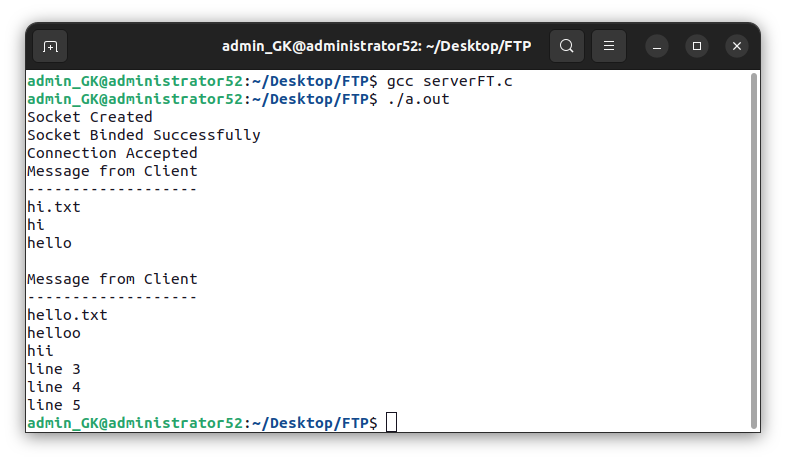 admin_GK@administrator52: ~/Desktop/FTP
admin_GK@administrator52:~/Desktop/FTP$ gcc serverFT.c
admin_GK@administrator52:~/Desktop/FTP$ ./a.out
Socket Created
Socket Binded Successfully
Connection Accepted
Message from Client
-------------------
hi.txt
hi
hello

Message from Client
-------------------
hello.txt
helloo
hii
line 3
line 4
line 5
admin_GK@administrator52:~/Desktop/FTP$